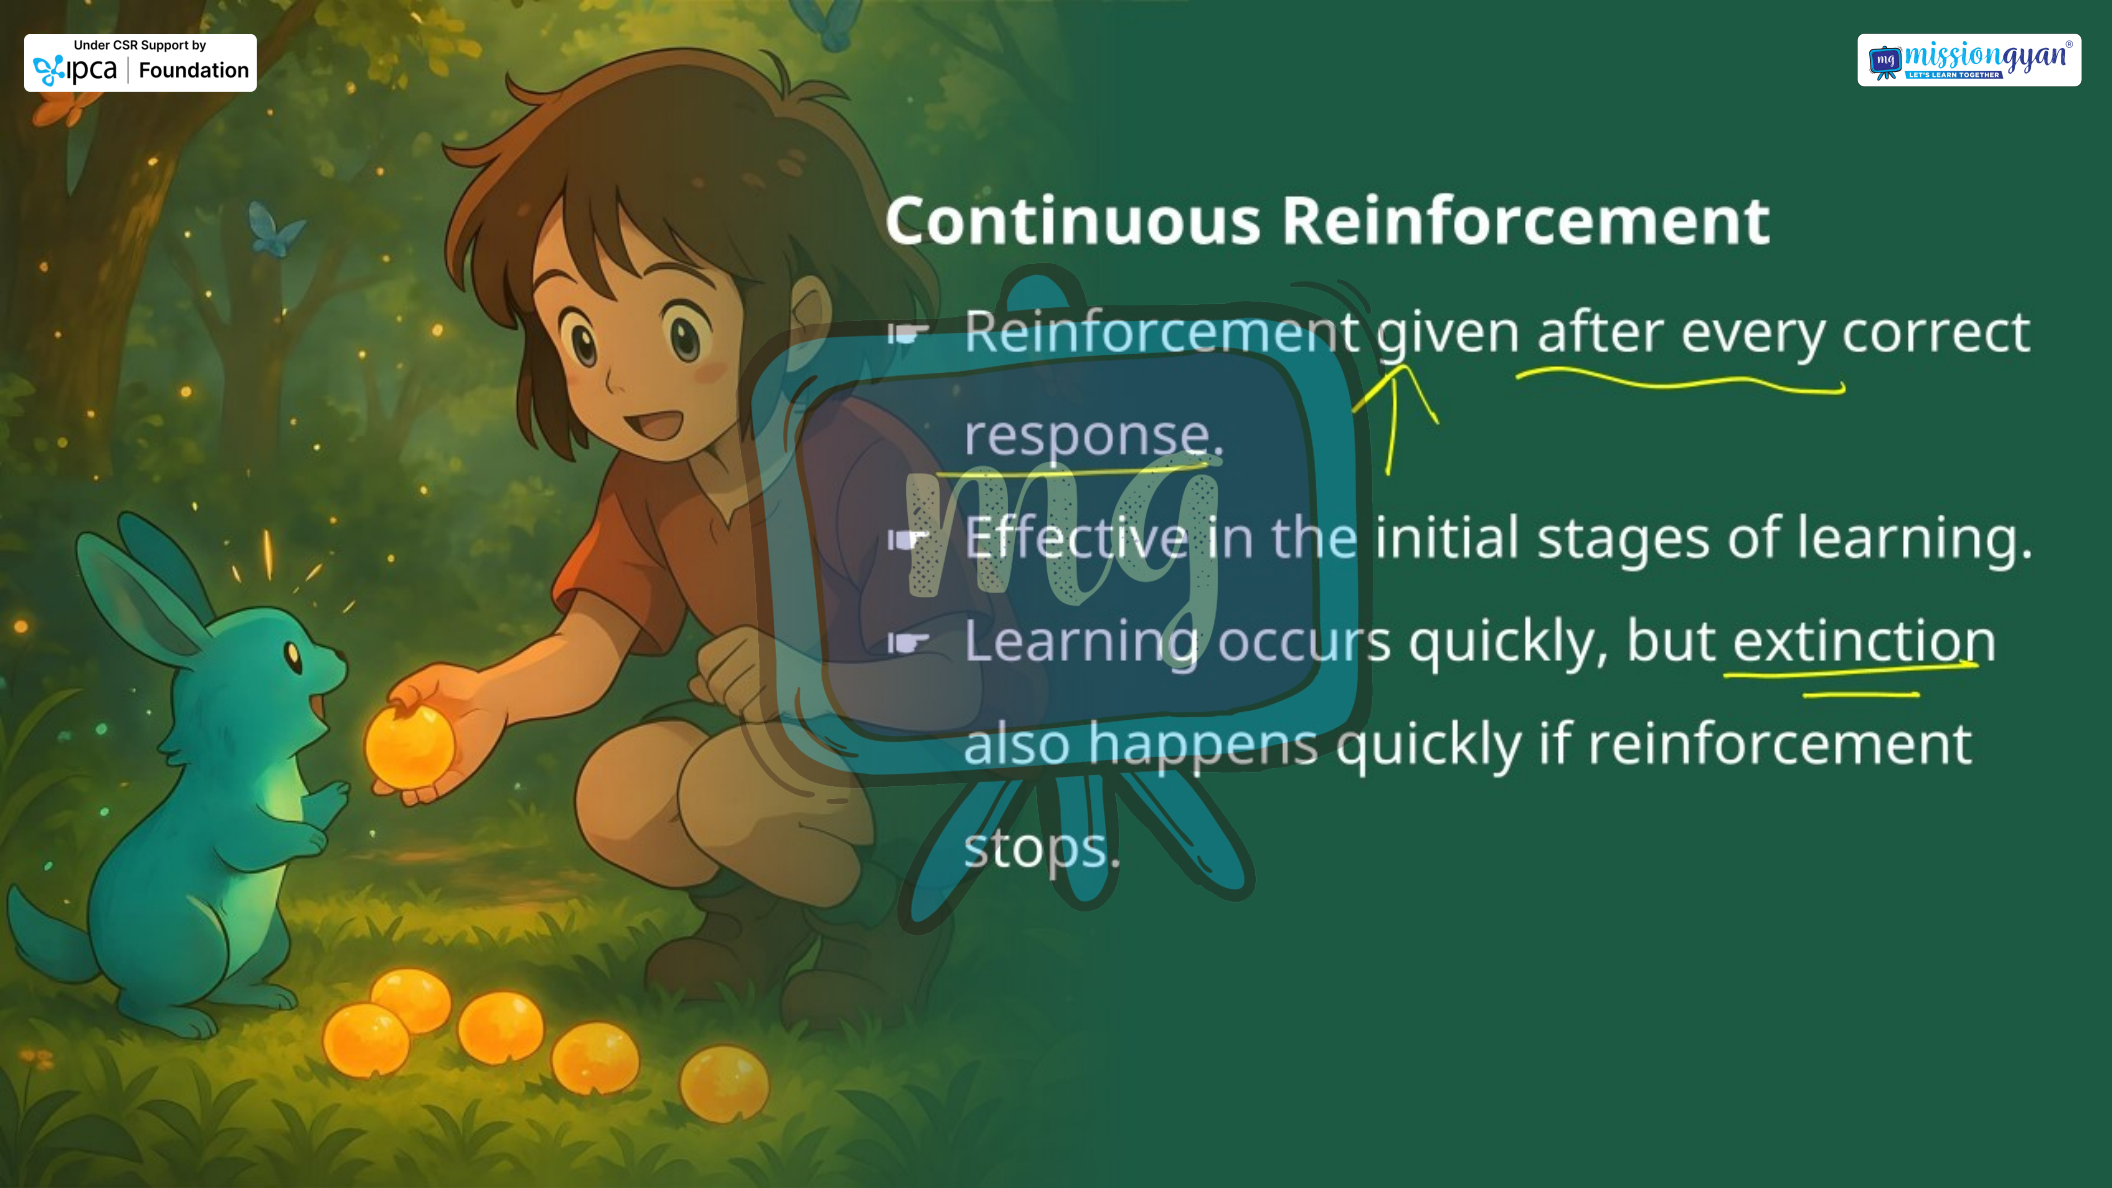 Under CSR Support by
ipca | Foundation
mg missiongyan®
LET'S LEARN TOGETHER
Continuous Reinforcement
☛ Reinforcement given after every correct
response.
☛ Effective in the initial stages of learning.
☛ Learning occurs quickly, but extinction
also happens quickly if reinforcement
stops.
mg